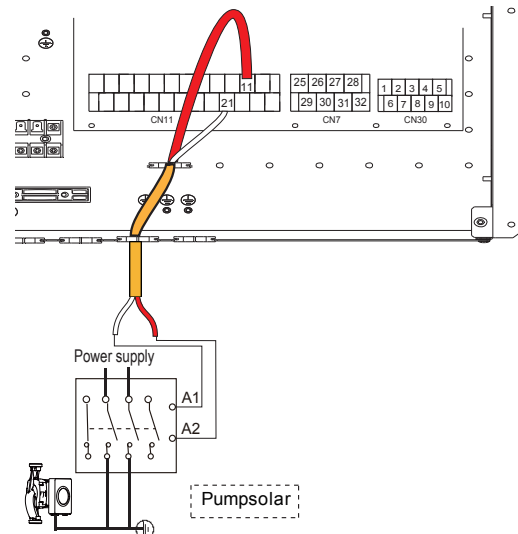 11
25 26 27 28
1 2 3 4 5
21
29 30 31 32
6 7 8 9 10
CN11
CN7
CN30
Power supply
A1
A2
Pumpsolar